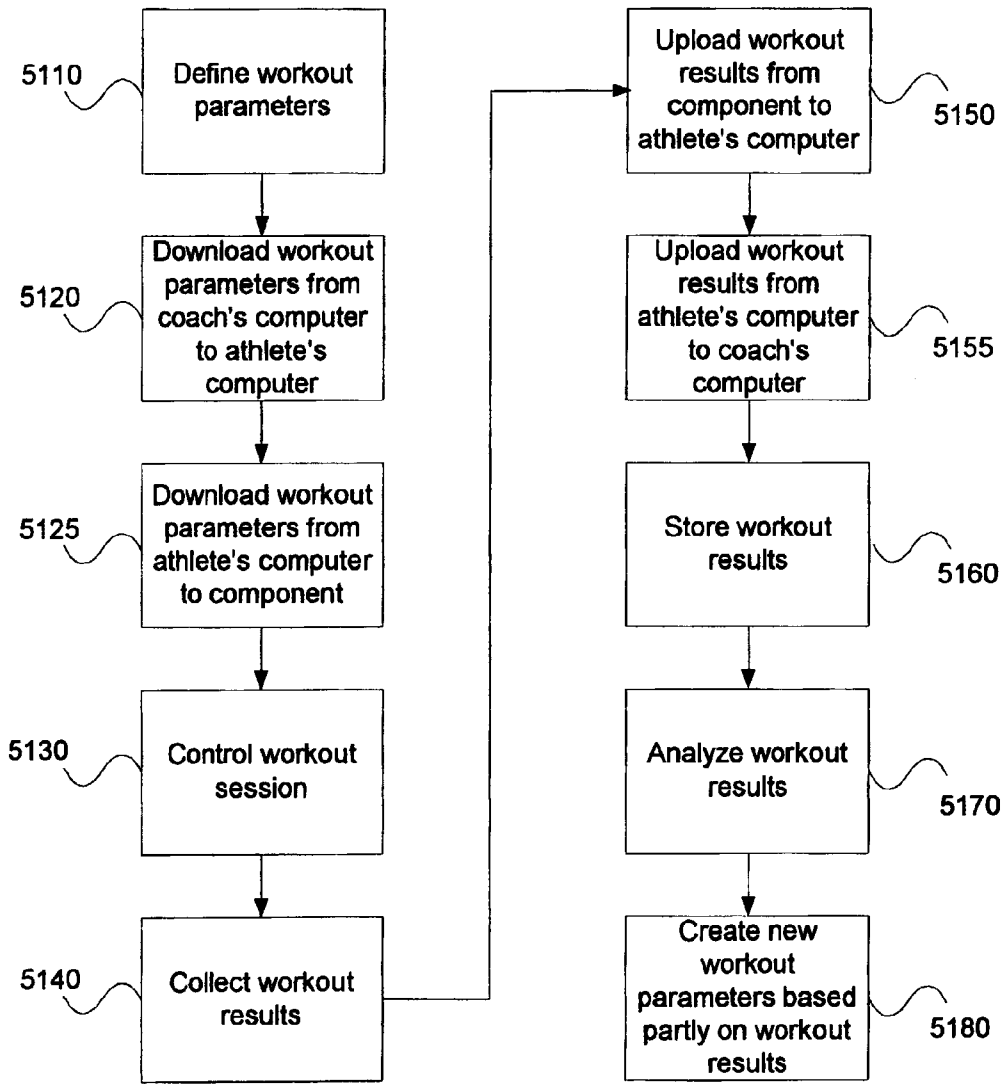 5110
Define workout
parameters
5120
Download workout
parameters from
coach's computer
to athlete's
computer
5125
Download workout
parameters from
athlete's computer
to component
5130
Control workout
session
5140
Collect workout
results
Upload workout
results from
component to
athlete's computer
5150
Upload workout
results from
athlete's computer
to coach's
computer
5155
Store workout
results
5160
Analyze workout
results
5170
Create new
workout
parameters based
partly on workout
results
5180